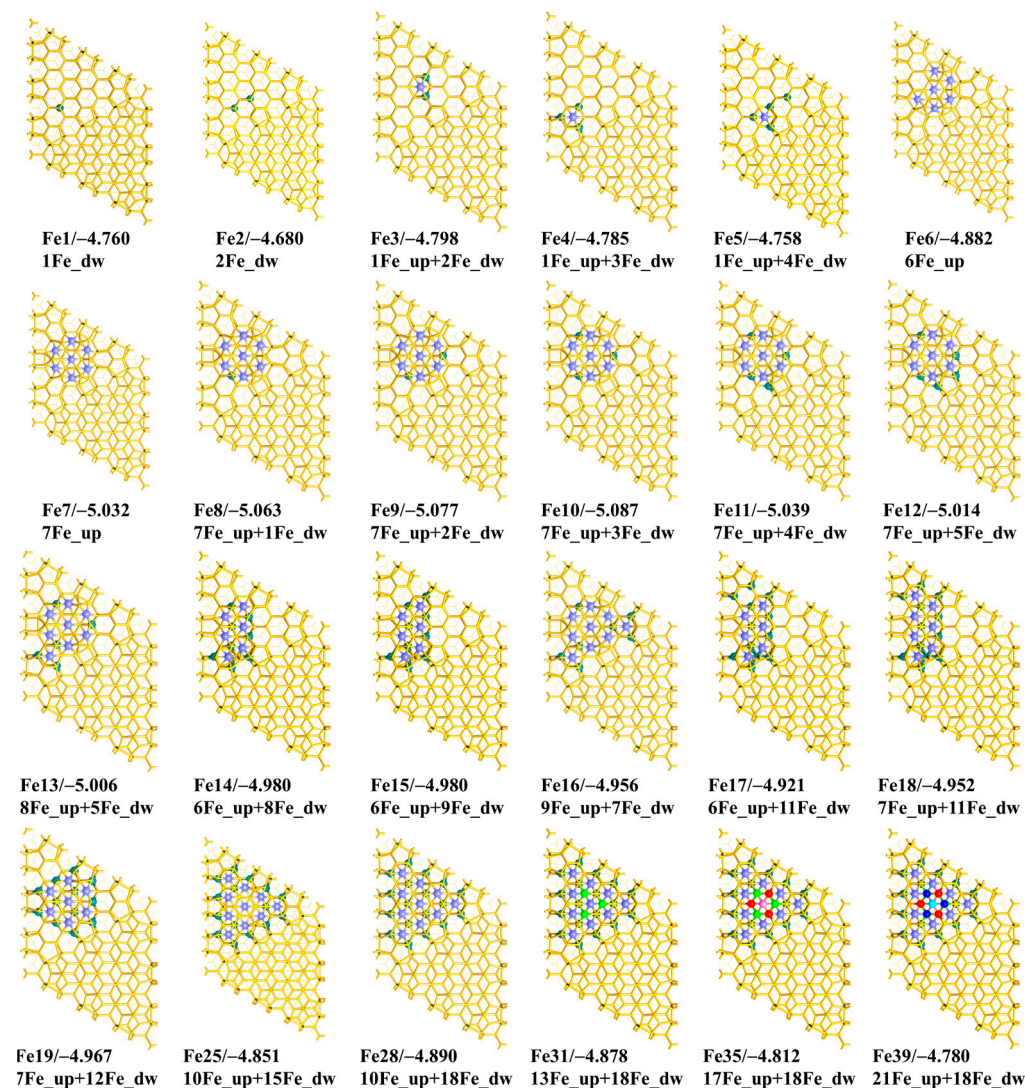 Fe1/−4.760
1Fe_dw
Fe2/−4.680
2Fe_dw
Fe3/−4.798
1Fe_up+2Fe_dw
Fe4/−4.785
1Fe_up+3Fe_dw
Fe5/−4.758
1Fe_up+4Fe_dw
Fe6/−4.882
6Fe_up
Fe7/−5.032
7Fe_up
Fe8/−5.063
7Fe_up+1Fe_dw
Fe9/−5.077
7Fe_up+2Fe_dw
Fe10/−5.087
7Fe_up+3Fe_dw
Fe11/−5.039
7Fe_up+4Fe_dw
Fe12/−5.014
7Fe_up+5Fe_dw
Fe13/−5.006
8Fe_up+5Fe_dw
Fe14/−4.980
6Fe_up+8Fe_dw
Fe15/−4.980
6Fe_up+9Fe_dw
Fe16/−4.956
9Fe_up+7Fe_dw
Fe17/−4.921
6Fe_up+11Fe_dw
Fe18/−4.952
7Fe_up+11Fe_dw
Fe19/−4.967
7Fe_up+12Fe_dw
Fe25/−4.851
10Fe_up+15Fe_dw
Fe28/−4.890
10Fe_up+18Fe_dw
Fe31/−4.878
13Fe_up+18Fe_dw
Fe35/−4.812
17Fe_up+18Fe_dw
Fe39/−4.780
21Fe_up+18Fe_dw